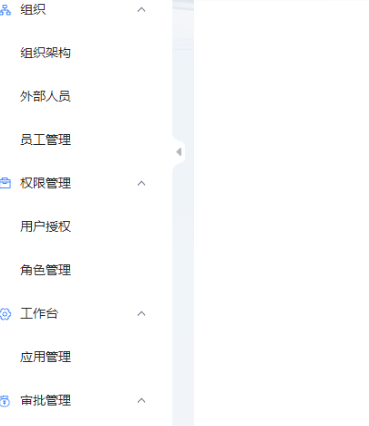 组织
组织架构
外部人员
员工管理
权限管理
用户授权
角色管理
工作台
应用管理
审批管理